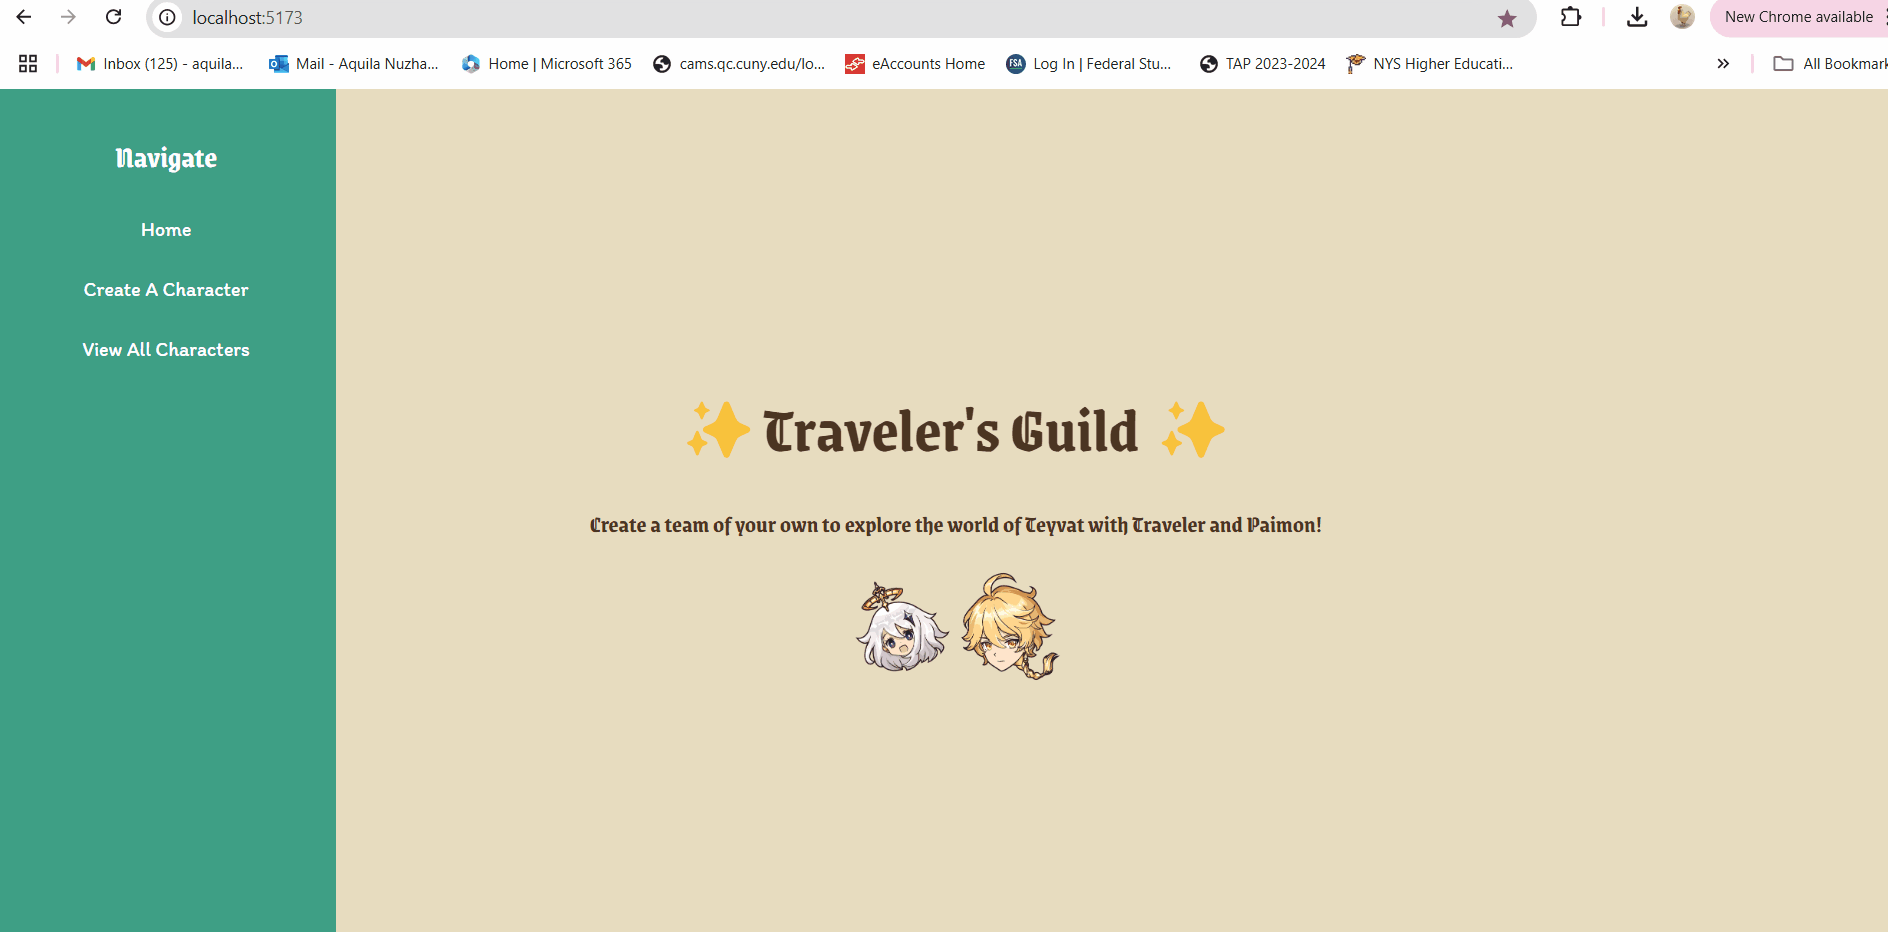 localhost:5173
New Chrome available
Inbox (125) - aquila...
Mail - Aquila Nuzha...
Home | Microsoft 365
cams.qc.cuny.edu/lo...
eAccounts Home
FSA
Log In | Federal Stu...
TAP 2023-2024
NYS Higher Educati...
All Bookmark
Navigate
Home
Create A Character
View All Characters
✨ Traveler's Guild ✨
Create a team of your own to explore the world of Teyvat with Traveler and Paimon!